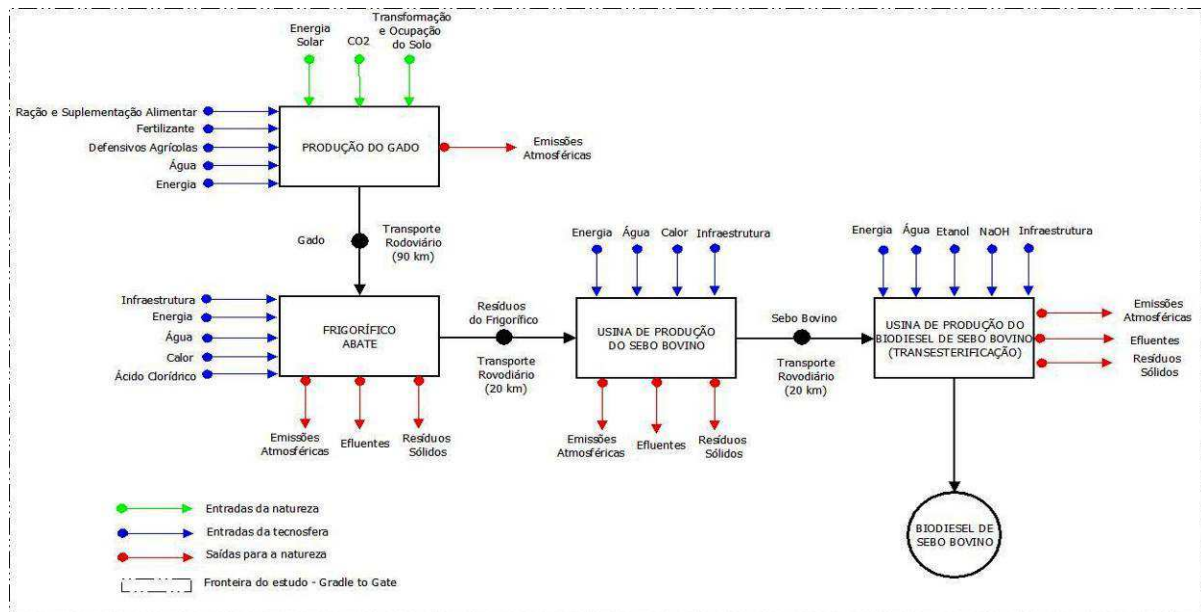 Energia
Solar
CO2
Transformação
e Ocupação
do Solo
Ração e Suplementação Alimentar
Fertilizante
Defensivos Agrícolas
Água
Energia
PRODUÇÃO DO GADO
Emissões
Atmosféricas
Gado
Transporte
Rodoviário
(90 km)
Infraestrutura
Energia
Água
Calor
Ácido Clorídrico
FRIGORÍFICO
ABATE
Emissões
Atmosféricas
Efluentes
Resíduos
Sólidos
Resíduos
do Frigorífico
Transporte
Rovodiário
(20 km)
Energia
Água
Calor
Infraestrutura
USINA DE PRODUÇÃO
DO SEBO BOVINO
Emissões
Atmosféricas
Efluentes
Resíduos
Sólidos
Sebo Bovino
Transporte
Rovodiário
(20 km)
Energia
Água
Etanol
NaOH
Infraestrutura
USINA DE PRODUÇÃO DO
BIODIESEL DE SEBO BOVINO
(TRANSESTERIFICAÇÃO)
Emissões
Atmosféricas
Efluentes
Resíduos
Sólidos
BIODIESEL DE
SEBO BOVINO
Entradas da natureza
Entradas da tecnosfera
Saídas para a natureza
Fronteira do estudo - Gradle to Gate